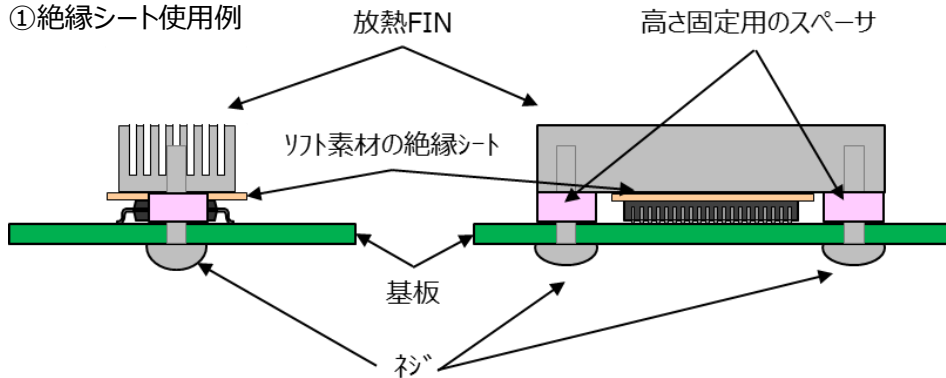 ①絶縁シート使用例
放熱FIN
高さ固定用のスペーサ
ソフト素材の絶縁シート
基板
ネジ